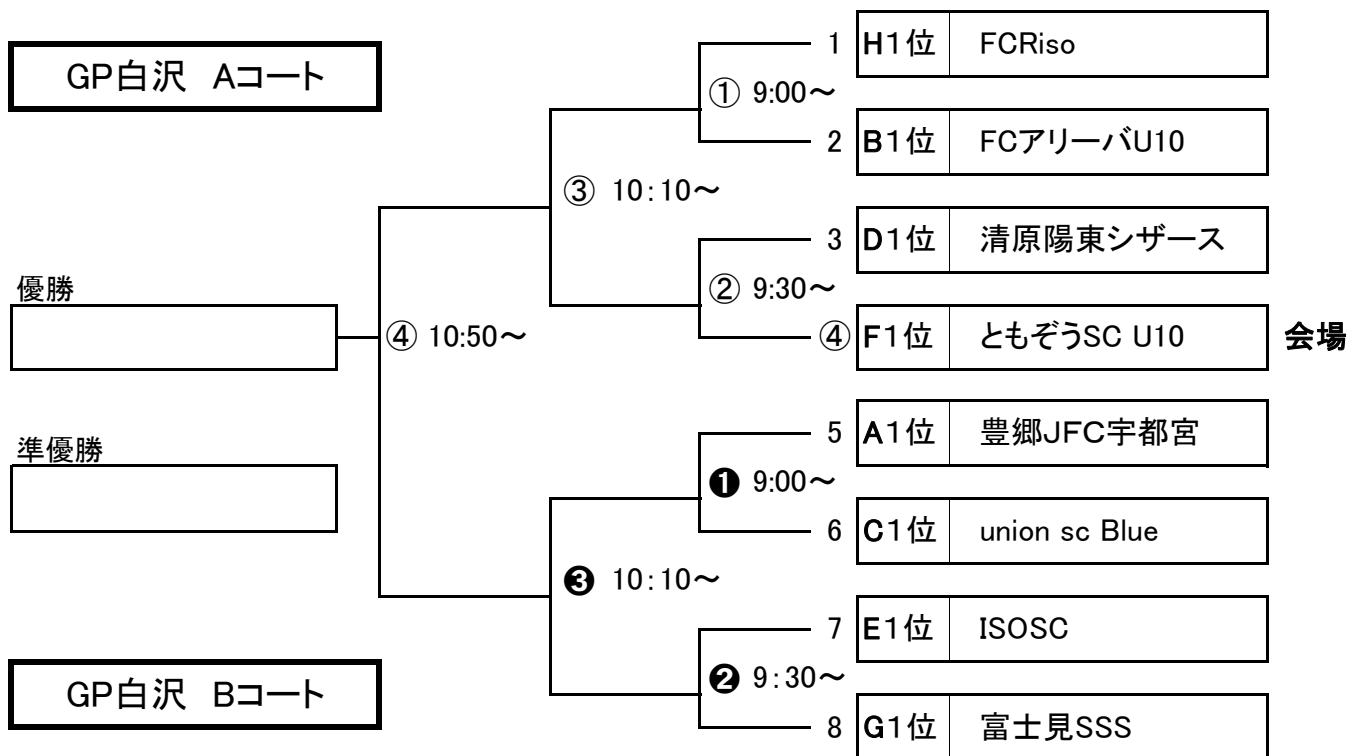 1 H1位 FCRiso
GP白沢 Aコート
① 9:00～
2 B1位 FCアリーバU10
③ 10:10～
3 D1位 清原陽東シザース
優勝
② 9:30～
④ 10:50～
④ F1位 ともぞうSC U10 会場
5 A1位 豊郷JFC宇都宮
準優勝
❶ 9:00～
6 C1位 union sc Blue
❸ 10:10～
7 E1位 ISOSC
❷ 9:30～
GP白沢 Bコート
8 G1位 富士見SSS